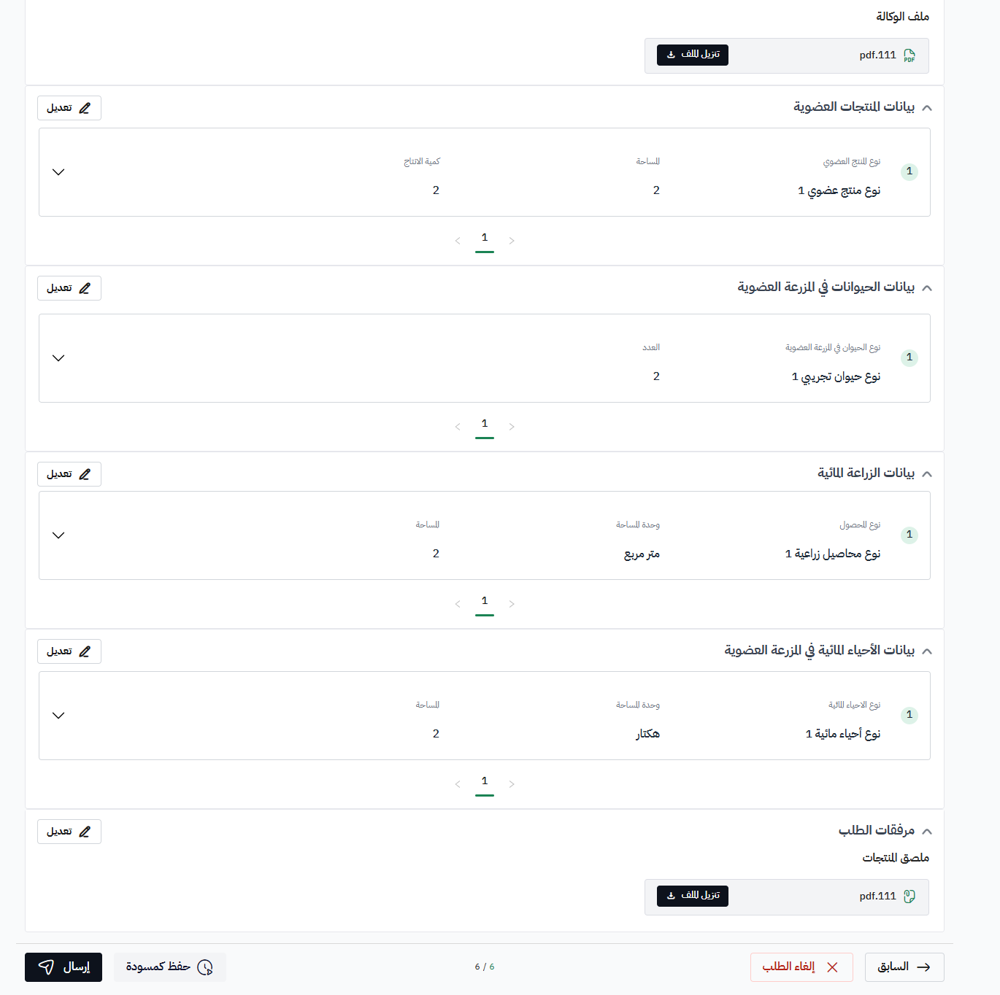 ملف الوكالة
pdf.111
تنزيل الملف
بيانات المنتجات العضوية
تعديل
نوع المنتج العضوي المساحة كمية الانتاج
1
نوع منتج عضوي 1 2 2
1
بيانات الحيوانات في المزرعة العضوية
تعديل
نوع الحيوان في المزرعة العضوية العدد
1
نوع حيوان تجريبي 1 2
1
بيانات الزراعة المائية
تعديل
نوع المحصول وحدة المساحة المساحة
1
نوع محاصيل زراعية 1 متر مربع 2
1
بيانات الأحياء المائية في المزرعة العضوية
تعديل
نوع الاحياء المائية وحدة المساحة المساحة
1
نوع أحياء مائية 1 هكتار 2
1
مرفقات الطلب
تعديل
ملصق المنتجات
pdf.111
تنزيل الملف
السابق
إلغاء الطلب
6 / 6
حفظ كمسودة
إرسال